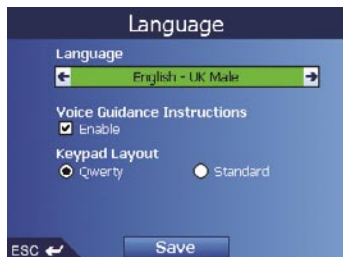 Language
Language
English - UK Male
Voice Guidance Instructions
Enable
Keypad Layout
Qwerty Standard
ESC Save